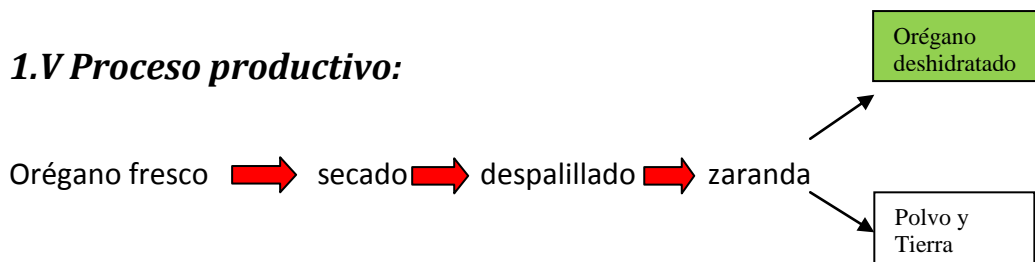 1.V Proceso productivo:
Orégano fresco secado despalillado zaranda
Orégano
deshidratado
Polvo y
Tierra